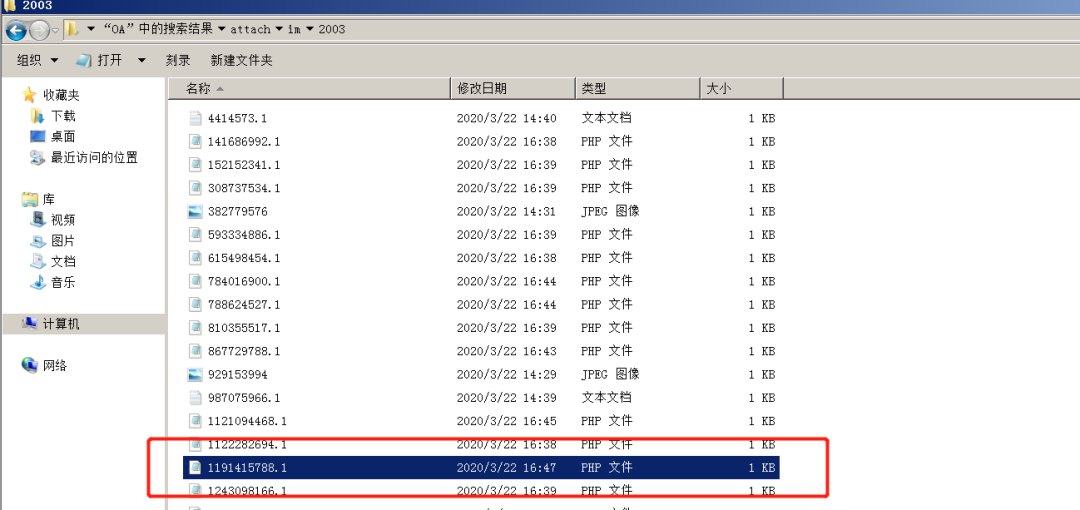 2003
“OA”中的搜索结果 attach im 2003
组织 打开 刻录 新建文件夹
收藏夹
下载
桌面
最近访问的位置
库
视频
图片
文档
音乐
计算机
网络
名称 修改日期 类型 大小
4414573.1 2020/3/22 14:40 文本文档 1 KB
141686992.1 2020/3/22 16:38 PHP 文件 1 KB
152152341.1 2020/3/22 16:39 PHP 文件 1 KB
308737534.1 2020/3/22 16:39 PHP 文件 1 KB
382779576 2020/3/22 14:31 JPEG 图像 1 KB
593334886.1 2020/3/22 16:39 PHP 文件 1 KB
615498454.1 2020/3/22 16:38 PHP 文件 1 KB
784016900.1 2020/3/22 16:44 PHP 文件 1 KB
788624527.1 2020/3/22 16:44 PHP 文件 1 KB
810355517.1 2020/3/22 16:39 PHP 文件 1 KB
867729788.1 2020/3/22 16:43 PHP 文件 1 KB
929153994 2020/3/22 14:29 JPEG 图像 1 KB
987075966.1 2020/3/22 14:39 文本文档 1 KB
1121094468.1 2020/3/22 16:45 PHP 文件 1 KB
1122282694.1 2020/3/22 16:38 PHP 文件 1 KB
1191415788.1 2020/3/22 16:47 PHP 文件 1 KB
1243098166.1 2020/3/22 16:39 PHP 文件 1 KB